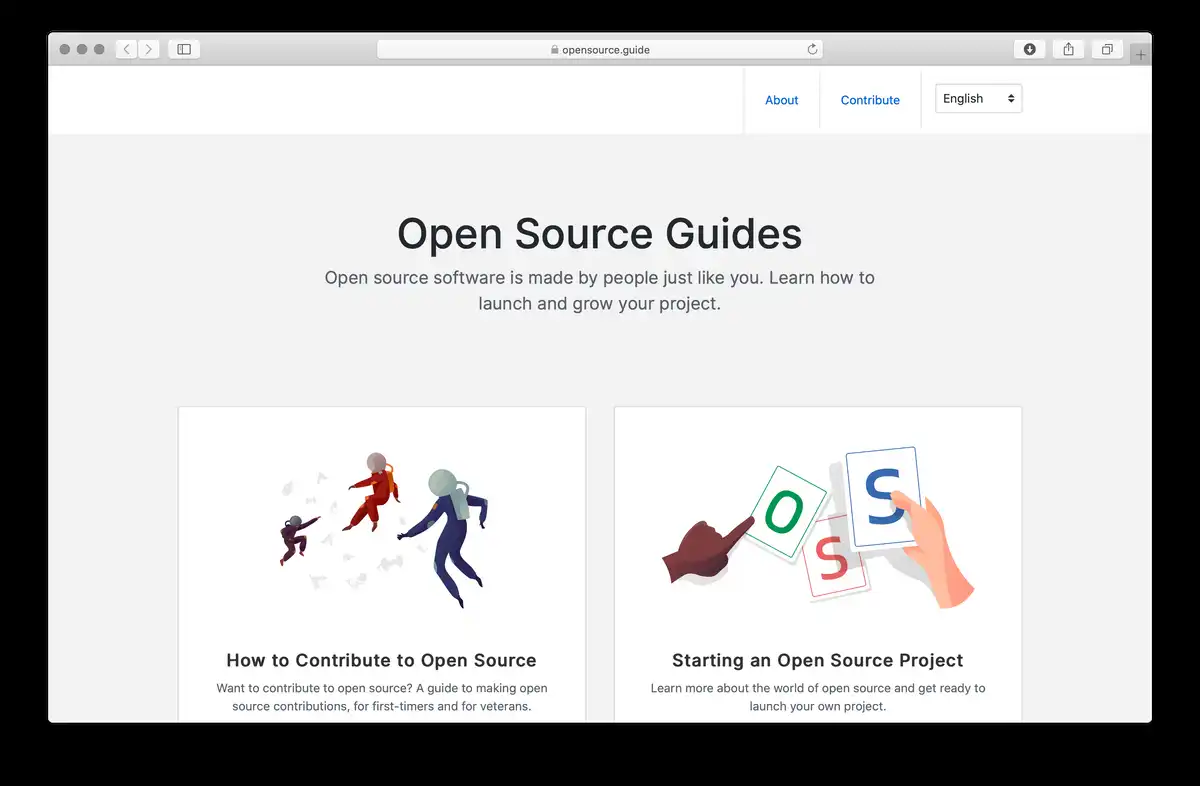 opensource.guide
About
Contribute
English
Open Source Guides
Open source software is made by people just like you. Learn how to
launch and grow your project.
O
S
S
How to Contribute to Open Source
Want to contribute to open source? A guide to making open
source contributions, for first-timers and for veterans.
Starting an Open Source Project
Learn more about the world of open source and get ready to
launch your own project.